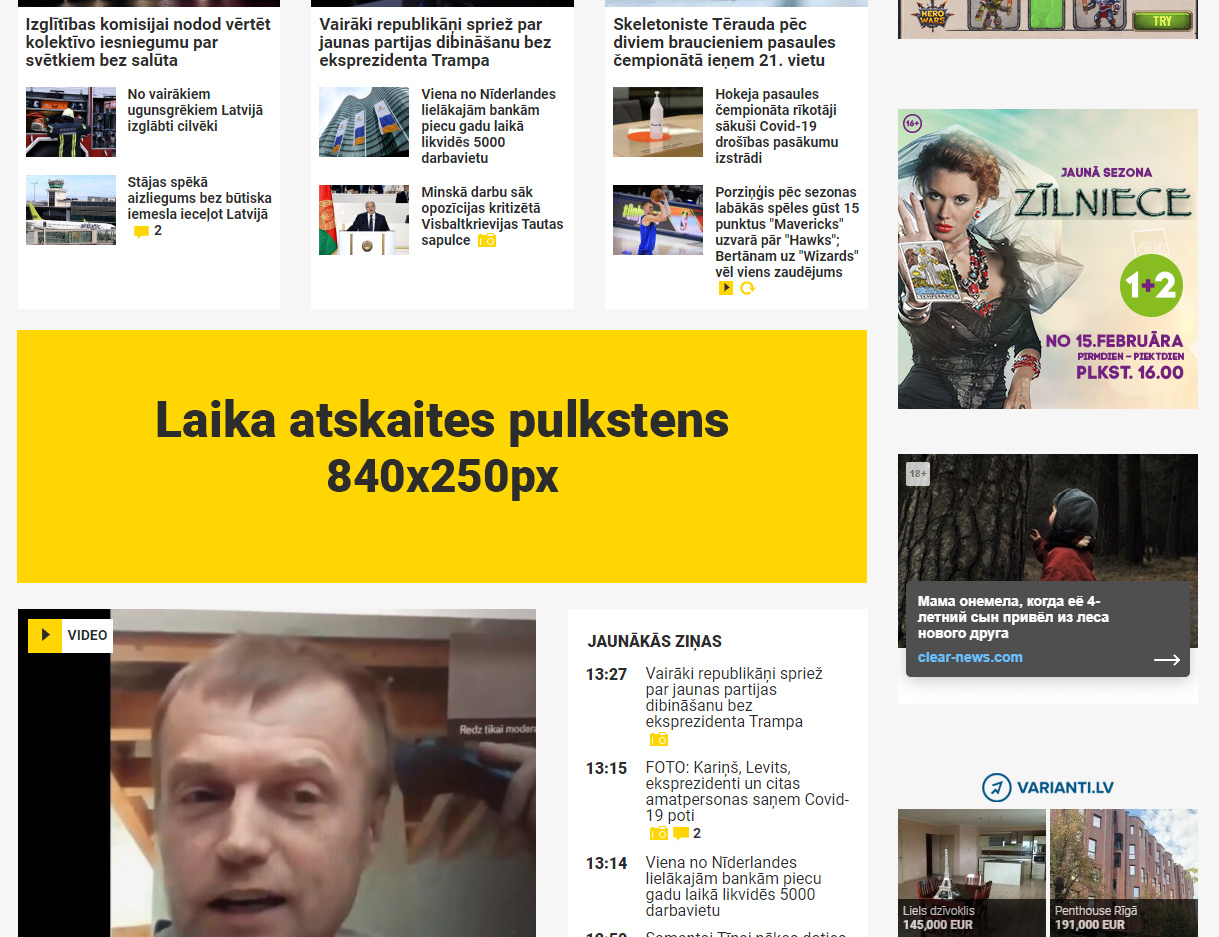 Izglītības komisijai nodod vērtēt
kolektīvo iesniegumu par
svētkiem bez salūta
No vairākiem
ugunsgrēkiem Latvijā
izglābti cilvēki
Stājas spēkā
aizliegums bez būtiska
iemesla ieceļot Latvijā
2
Vairāki republikāņi spriež par
jaunas partijas dibināšanu bez
eksprezidenta Trampa
Viena no Nīderlandes
lielākajām bankām
piecu gadu laikā
likvidēs 5000
darbavietu
Minskā darbu sāk
opozīcijas kritizētā
Visbaltkrievijas Tautas
sapulce
Skeletoniste Tērauda pēc
diviem braucieniem pasaules
čempionātā ieņem 21. vietu
Hokeja pasaules
čempionāta rīkotāji
sākuši Covid-19
drošības pasākumu
izstrādi
Porziņģis pēc sezonas
labākās spēles gūst 15
punktus "Mavericks"
uzvarā pār "Hawks";
Bertānam uz "Wizards"
vēl viens zaudējums
HERO
WARS
TRY
16+
JAUNĀ SEZONA
ZĪLNIECE
1+2
NO 15.FEBRUĀRA
PIRMDIEN – PIEKTDIEN
PLKST. 16.00
TEMPERANCE
Laika atskaites pulkstens
840x250px
18+
Мама онемела, когда её 4-
летний сын привёл из леса
нового друга
clear-news.com
VIDEO
Redz tikai modera
JAUNĀKĀS ZIŅAS
13:27
Vairāki republikāņi spriež
par jaunas partijas
dibināšanu bez
eksprezidenta Trampa
13:15
FOTO: Kariņš, Levits,
eksprezidenti un citas
amatpersonas saņem Covid-
19 poti
2
13:14
Viena no Nīderlandes
lielākajām bankām piecu
gadu laikā likvidēs 5000
darbavietu
VARIANTI.LV
Liels dzīvoklis
145,000 EUR
Penthouse Rīgā
191,000 EUR